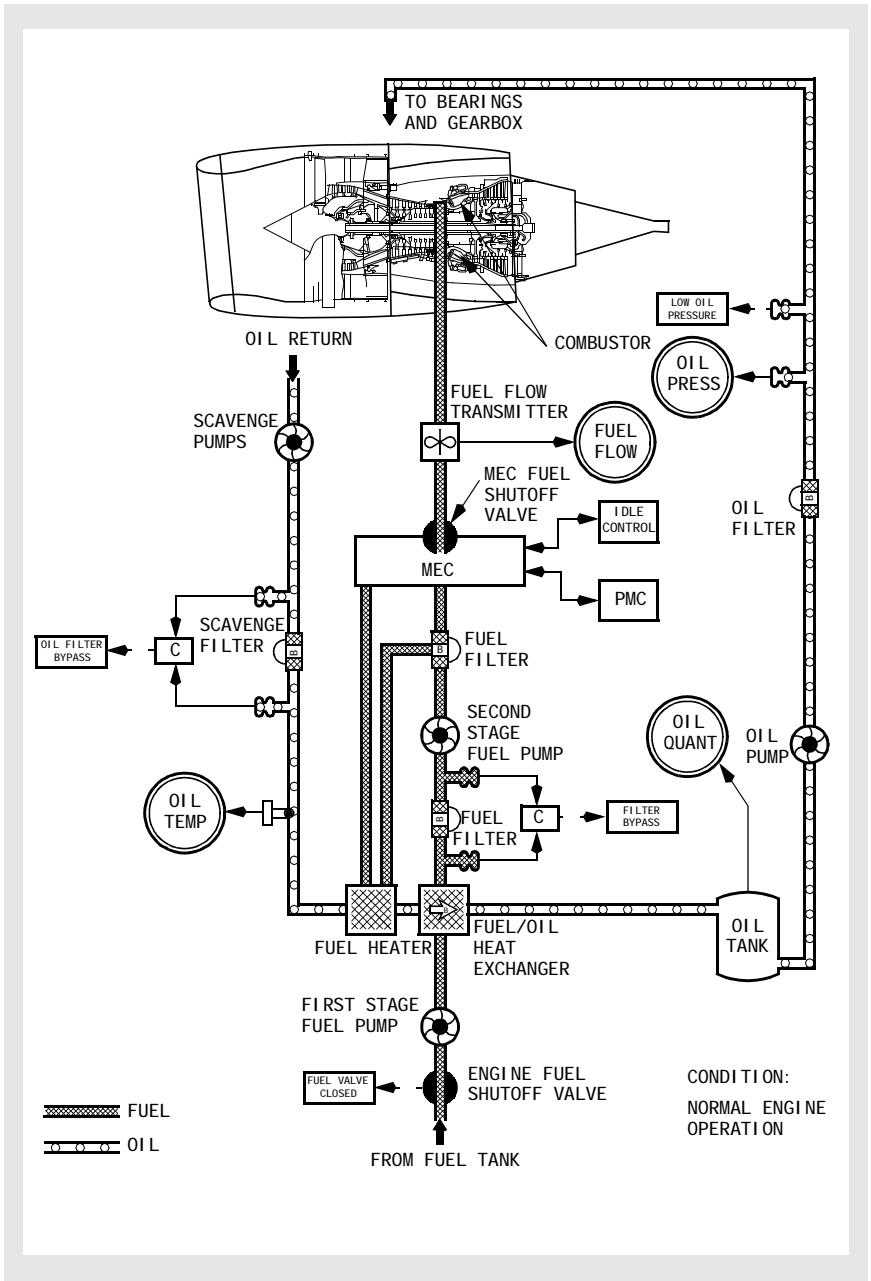 TO BEARINGS
AND GEARBOX
LOW OIL
PRESSURE
OIL RETURN
COMBUSTOR
OIL
PRESS
FUEL FLOW
TRANSMITTER
SCAVENGE
PUMPS
FUEL
FLOW
MEC FUEL
SHUTOFF
VALVE
IDLE
CONTROL
OIL
FILTER
B
MEC
PMC
SCAVENGE
FILTER
B
C
OIL FILTER
BYPASS
FUEL
FILTER
B
SECOND
STAGE
FUEL PUMP
OIL
QUANT
OIL
PUMP
OIL
TEMP
FUEL
FILTER
B
C
FILTER
BYPASS
B
FUEL HEATER
FUEL/OIL
HEAT
EXCHANGER
OIL
TANK
FIRST STAGE
FUEL PUMP
FUEL VALVE
CLOSED
ENGINE FUEL
SHUTOFF VALVE
CONDITION:
NORMAL ENGINE
OPERATION
FUEL
OIL
FROM FUEL TANK